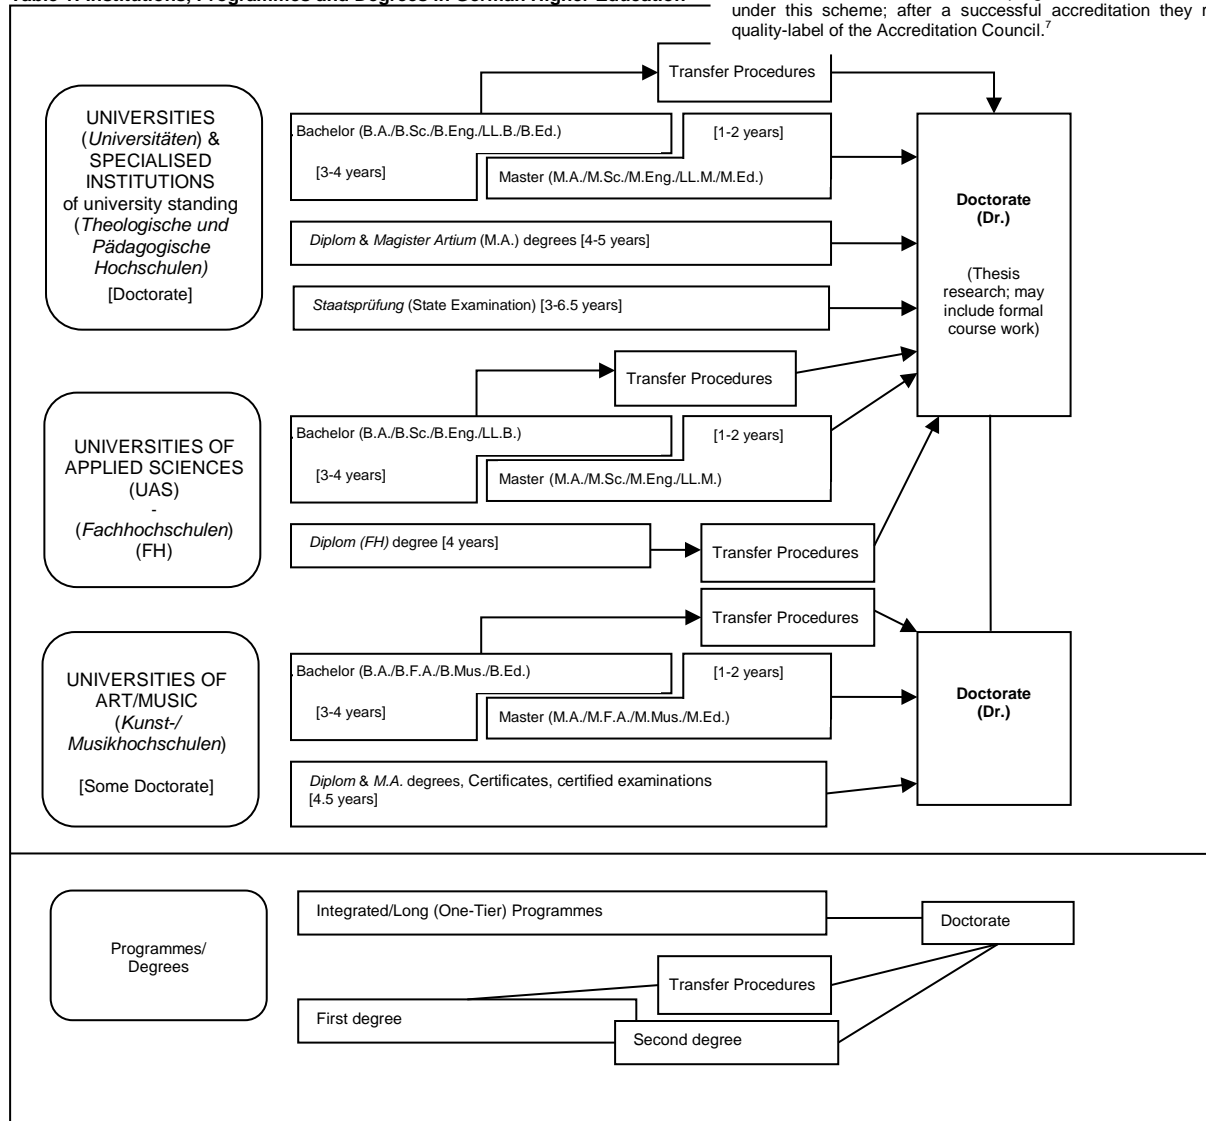 Table 1: Institutions, Programmes and Degrees in German Higher Education
under this scheme; after a successful accreditation they
quality-label of the Accreditation Council.7
Transfer Procedures
UNIVERSITIES
(Universitäten) &
SPECIALISED
INSTITUTIONS
of university standing
(Theologische und
Pädagogische
Hochschulen)
[Doctorate]
Bachelor (B.A./B.Sc./B.Eng./LL.B./B.Ed.)
[3-4 years]
[1-2 years]
Master (M.A./M.Sc./M.Eng./LL.M./M.Ed.)
Diplom & Magister Artium (M.A.) degrees [4-5 years]
Staatsprüfung (State Examination) [3-6.5 years]
Doctorate
(Dr.)
(Thesis
research; may
include formal
course work)
Transfer Procedures
UNIVERSITIES OF
APPLIED SCIENCES
(UAS)
-
(Fachhochschulen)
(FH)
Bachelor (B.A./B.Sc./B.Eng./LL.B.)
[3-4 years]
[1-2 years]
Master (M.A./M.Sc./M.Eng./LL.M.)
Diplom (FH) degree [4 years]
Transfer Procedures
Transfer Procedures
UNIVERSITIES OF
ART/MUSIC
(Kunst-/
Musikhochschulen)
[Some Doctorate]
Bachelor (B.A./B.F.A./B.Mus./B.Ed.)
[3-4 years]
[1-2 years]
Master (M.A./M.F.A./M.Mus./M.Ed.)
Diplom & M.A. degrees, Certificates, certified examinations
[4.5 years]
Doctorate
(Dr.)
Programmes/
Degrees
Integrated/Long (One-Tier) Programmes
Doctorate
Transfer Procedures
First degree
Second degree